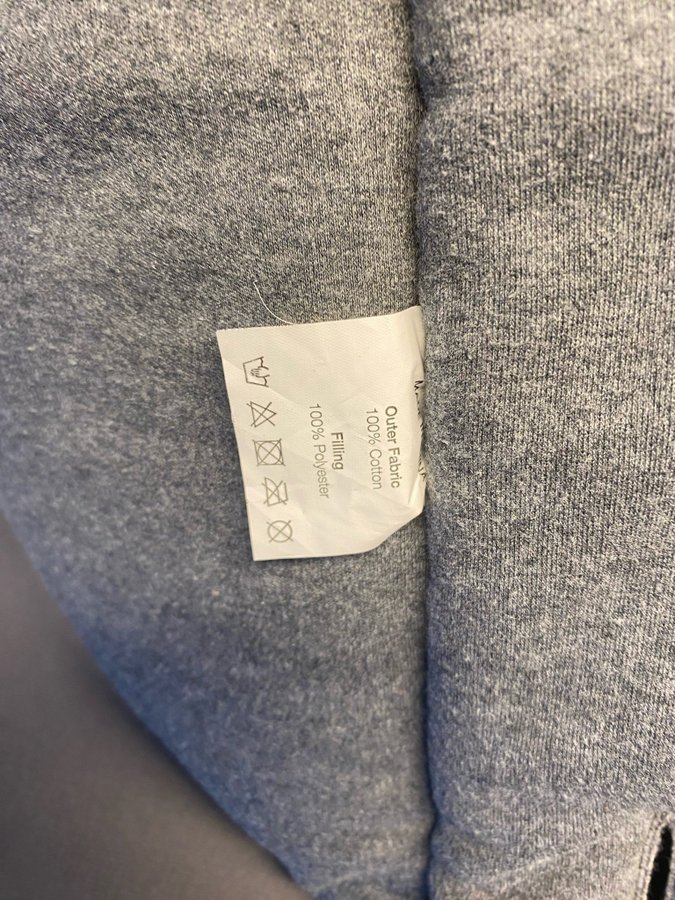 Outer Fabric
100% Cotton
Filling
100% Polyester